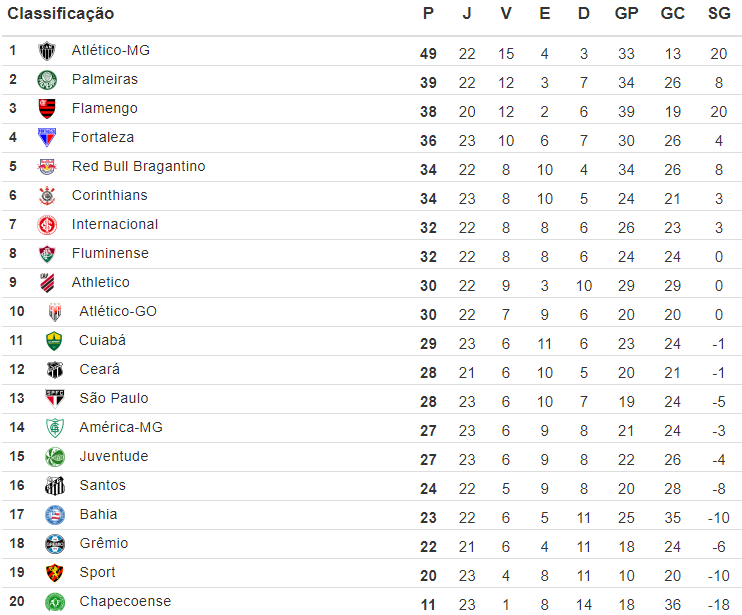 Classificação P J V E D GP GC SG
1 Atlético-MG 49 22 15 4 3 33 13 20
2 Palmeiras 39 22 12 3 7 34 26 8
3 Flamengo 38 20 12 2 6 39 19 20
4 Fortaleza 36 23 10 6 7 30 26 4
5 Red Bull Bragantino 34 22 8 10 4 34 26 8
6 Corinthians 34 23 8 10 5 24 21 3
7 Internacional 32 22 8 8 6 26 23 3
8 Fluminense 32 22 8 8 6 24 24 0
9 Athletico 30 22 9 3 10 29 29 0
10 Atlético-GO 30 22 7 9 6 20 20 0
11 Cuiabá 29 23 6 11 6 23 24 -1
12 Ceará 28 21 6 10 5 20 21 -1
13 São Paulo 28 23 6 10 7 19 24 -5
14 América-MG 27 23 6 9 8 21 24 -3
15 Juventude 27 23 6 9 8 22 26 -4
16 Santos 24 22 5 9 8 20 28 -8
17 Bahia 23 22 6 5 11 25 35 -10
18 Grêmio 22 21 6 4 11 18 24 -6
19 Sport 20 23 4 8 11 10 20 -10
20 Chapecoense 11 23 1 8 14 18 36 -18